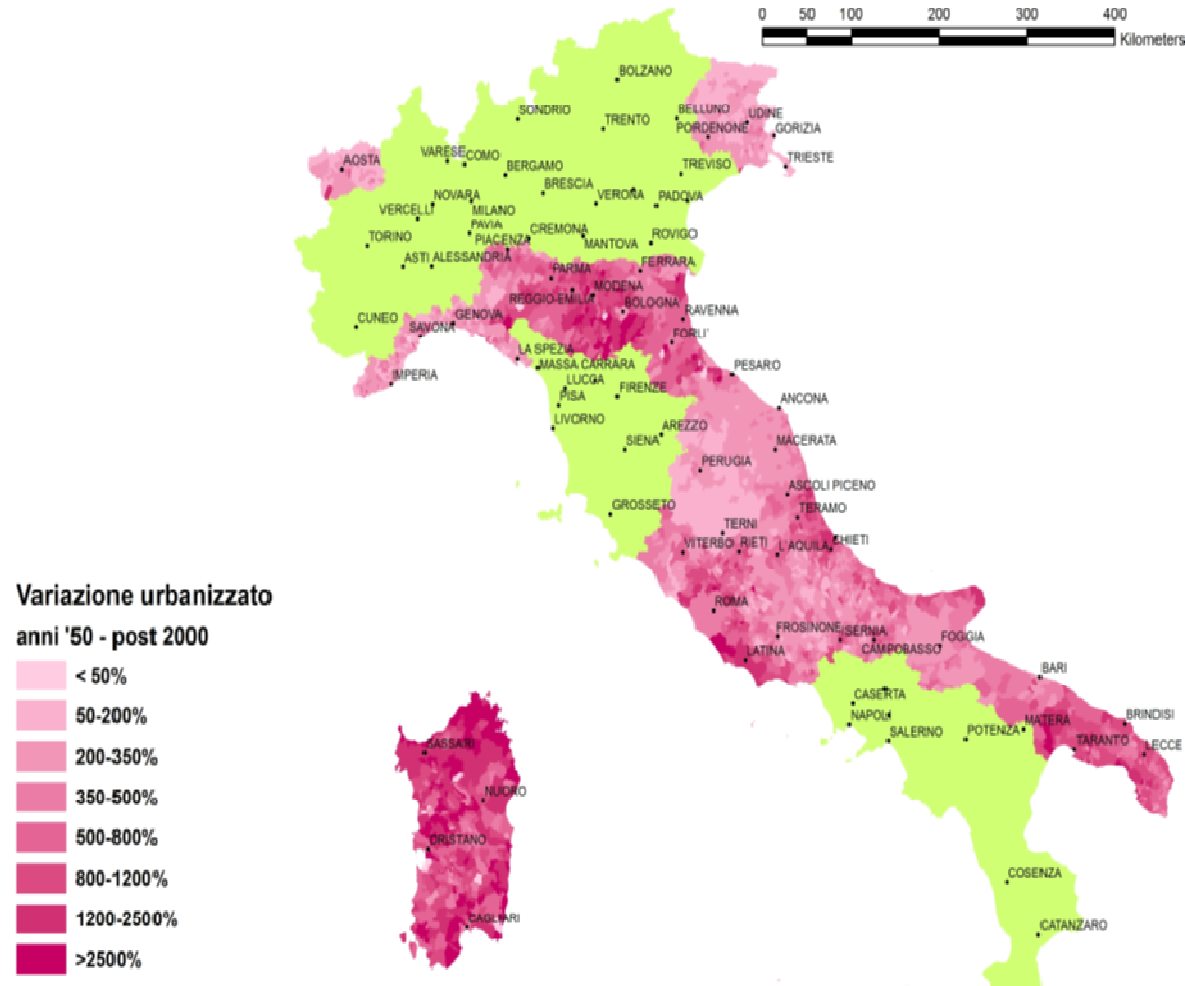 0 50 100 200 300 400
Kilometers
BOLZANO
SONDRIO
TRENTO
BELLUNO
UDINE
PORDENONE
GORIZIA
AOSTA
VARESE
COMO
BERGAMO
TREVISO
TRIESTE
BRESCIA
VERONA
PADOVA
NOVARA
VERCELLI
MILANO
PAVIA
TORINO
PIACENZA
CREMONA
MANTOVA
ROVIGO
ASTI
ALESSANDRIA
PARMA
FERRARA
REGGIO-EMILIA
MODENA
BOLOGNA
RAVENNA
CUNEO
SAVONA
GENOVA
FORLI'
LA SPEZIA
MASSA CARRARA
PESARO
IMPERIA
LUCCA
PISA
FIRENZE
ANCONA
LIVORNO
AREZZO
SIENA
MACERATA
PERUGIA
ASCOLI PICENO
GROSSETO
TERAMO
TERNI
VITERBO
RIETI
L'AQUILA
CHIETI
Variazione urbanizzato
anni '50 - post 2000
ROMA
FROSINONE
ISERNIA
CAMPOBASSO
FOGGIA
LATINA
BARI
< 50%
50-200%
200-350%
350-500%
500-800%
800-1200%
1200-2500%
>2500%
CASERTA
NAPOLI
SALERNO
POTENZA
MATERA
BRINDISI
TARANTO
LECCE
SASSARI
NUORO
ORISTANO
CAGLIARI
COSENZA
CATANZARO